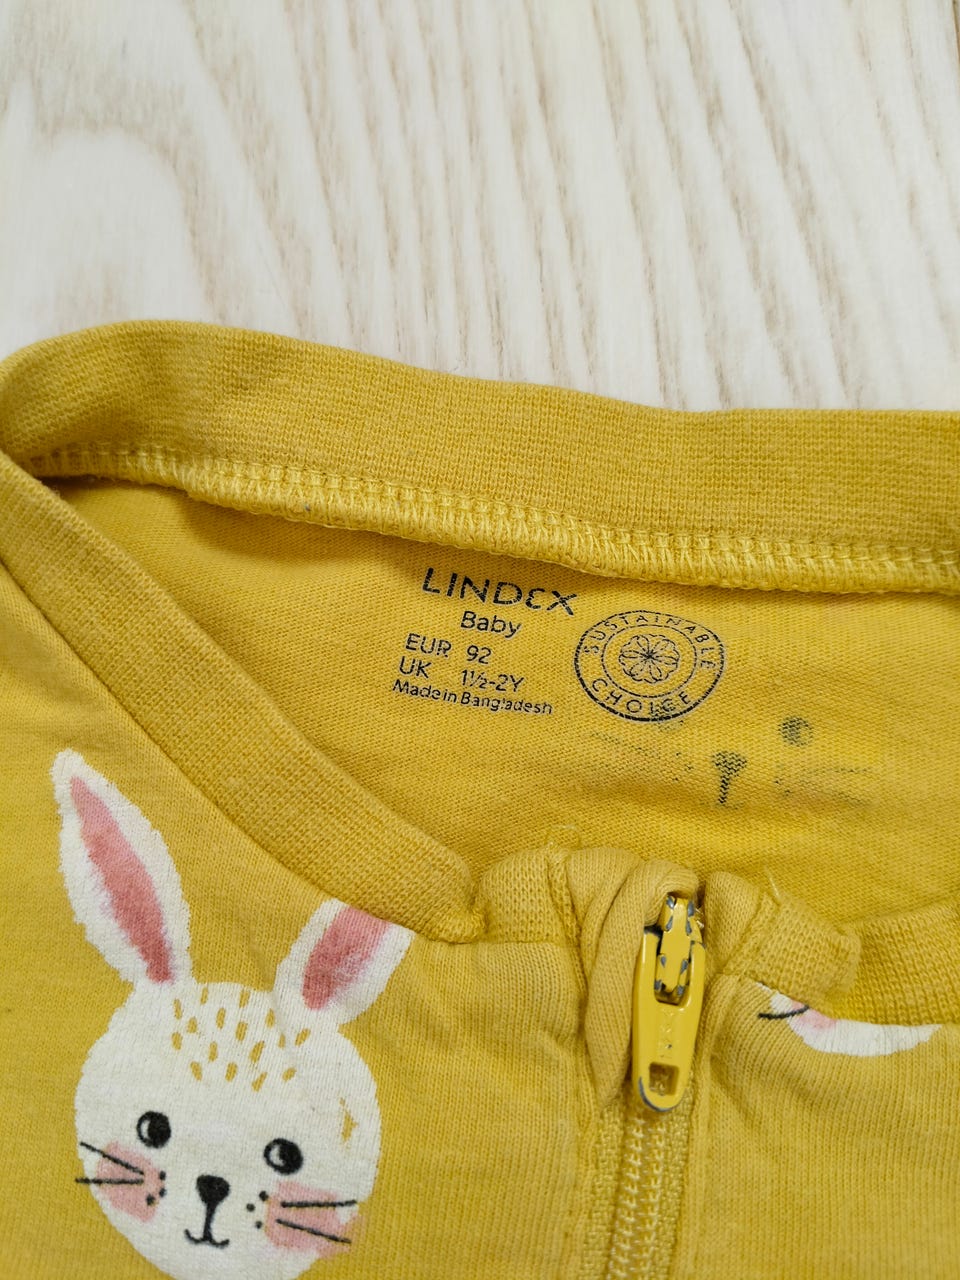 LINDEX
Baby
EUR 92
UK 1½-2Y
Made in Bangladesh
SUSTAINABLE
CHOICE